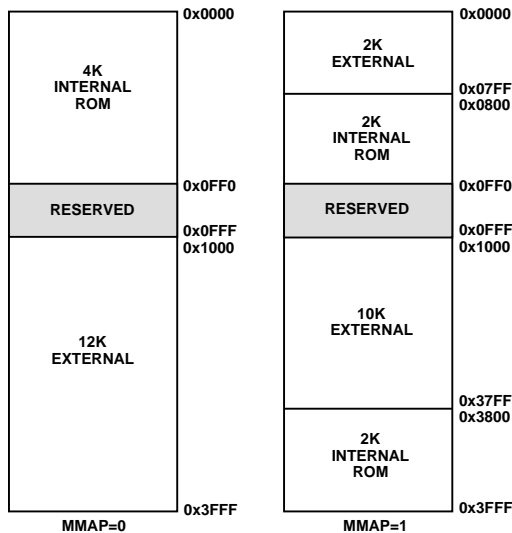 0x0000
4K
INTERNAL
ROM
0x0FF0
RESERVED
0x0FFF
0x1000
12K
EXTERNAL
0x3FFF
MMAP=0
0x0000
2K
EXTERNAL
0x07FF
0x0800
2K
INTERNAL
ROM
0x0FF0
RESERVED
0x0FFF
0x1000
10K
EXTERNAL
0x37FF
0x3800
2K
INTERNAL
ROM
0x3FFF
MMAP=1